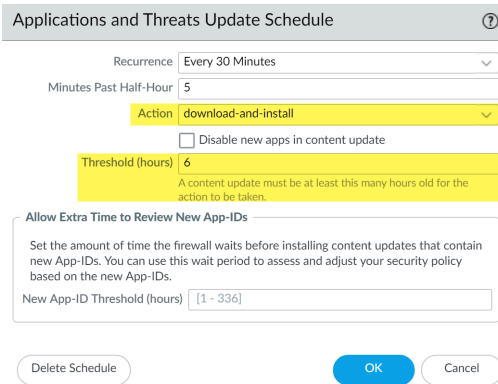 Applications and Threats Update Schedule ?
Recurrence Every 30 Minutes
Minutes Past Half-Hour 5
Action download-and-install
Disable new apps in content update
Threshold (hours) 6
A content update must be at least this many hours old for the
action to be taken.
Allow Extra Time to Review New App-IDs
Set the amount of time the firewall waits before installing content updates that contain
new App-IDs. You can use this wait period to assess and adjust your security policy
based on the new App-IDs.
New App-ID Threshold (hours) [1 - 336]
Delete Schedule OK Cancel